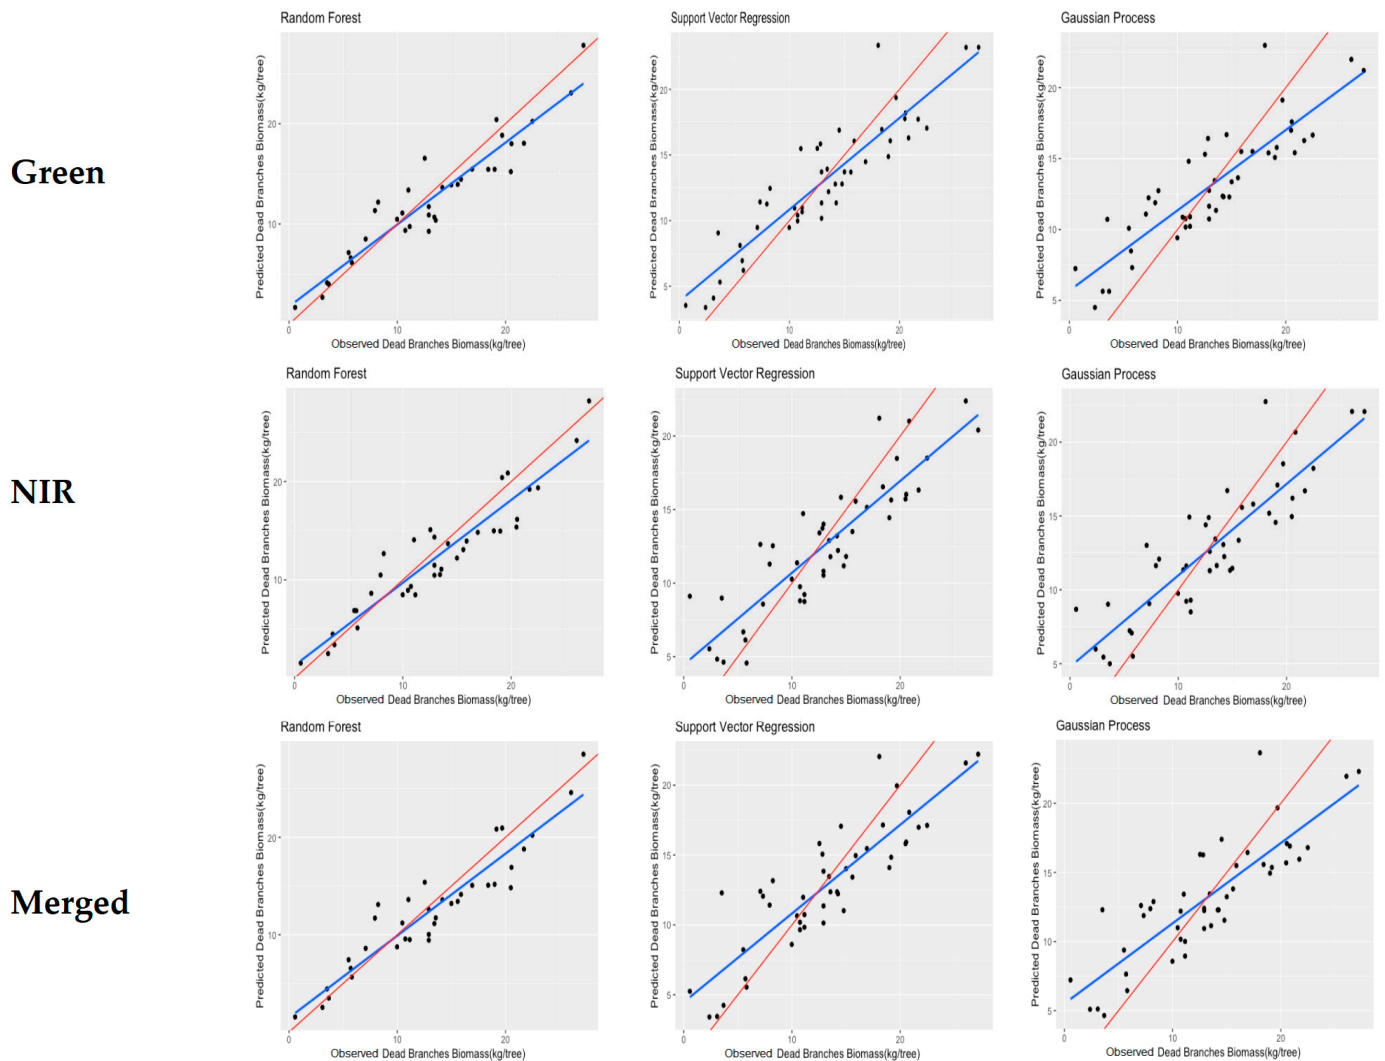 Random Forest
Support Vector Regression
Gaussian Process
Green
Predicted Dead Branches Biomass(kg/tree)
20
10
0
10
20
Observed Dead Branches Biomass(kg/tree)
Predicted Dead Branches Biomass(kg/tree)
20
15
10
5
0
10
20
Observed Dead Branches Biomass(kg/tree)
Predicted Dead Branches Biomass(kg/tree)
20
15
10
5
0
10
20
Observed Dead Branches Biomass(kg/tree)
Random Forest
Support Vector Regression
Gaussian Process
NIR
Predicted Dead Branches Biomass(kg/tree)
20
10
0
10
20
Observed Dead Branches Biomass(kg/tree)
Predicted Dead Branches Biomass(kg/tree)
20
15
10
5
0
10
20
Observed Dead Branches Biomass(kg/tree)
Predicted Dead Branches Biomass(kg/tree)
20
15
10
5
0
10
20
Observed Dead Branches Biomass(kg/tree)
Random Forest
Support Vector Regression
Gaussian Process
Merged
Predicted Dead Branches Biomass(kg/tree)
20
10
0
10
20
Observed Dead Branches Biomass(kg/tree)
Predicted Dead Branches Biomass(kg/tree)
20
15
10
5
0
10
20
Observed Dead Branches Biomass(kg/tree)
Predicted Dead Branches Biomass(kg/tree)
20
15
10
5
0
10
20
Observed Dead Branches Biomass(kg/tree)